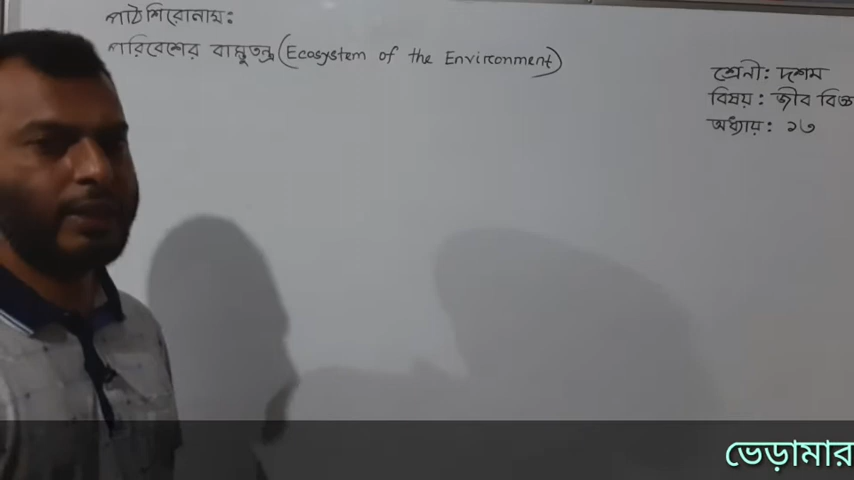 পাঠ শিরোনাম:
পরিবেশের বাস্তুতন্ত্র (Ecosystem of the Environment)
শ্রেনী: দশম
বিষয়: জীব বিজ্ঞ
অধ্যায়: ১৩
ভেড়ামার